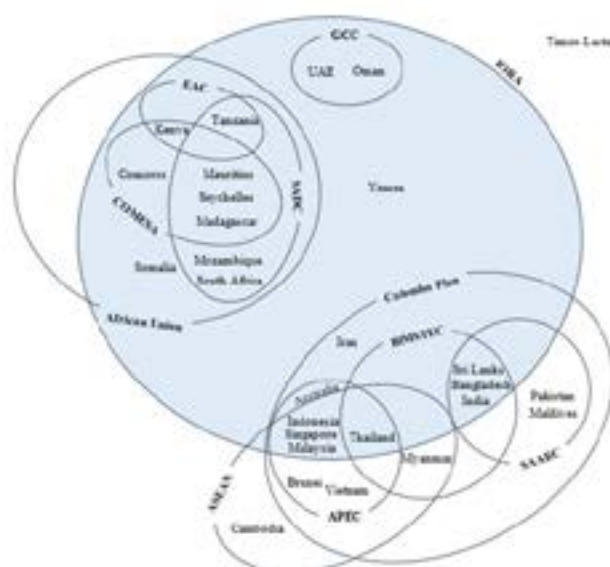 GCC
UAE Oman
IORA
EAC
Tanzania
Kenya
Comoros
Mauritius
Seychelles
Madagascar
COMESA
SADC
Yemen
Somalia
Mozambique
South Africa
African Union
Colombo Plan
Iran
BIMSTEC
Sri Lanka
Bangladesh
India
Pakistan
Maldives
Australia
Indonesia
Singapore
Malaysia
Thailand
Myanmar
SAARC
Brunei
Vietnam
ASEAN
APEC
Cambodia